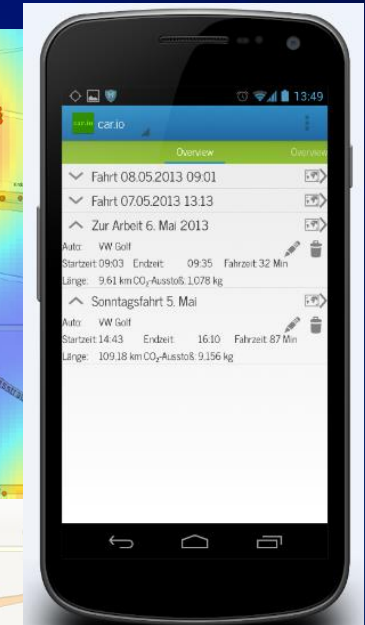 13:49
car.io car.io
Overview Overview
Fahrt 08.05.2013 09:01
Fahrt 07.05.2013 13:13
Zur Arbeit 6. Mai 2013
Auto: VW Golf
Startzeit: 09:03 Endzeit: 09:35 Fahrzeit: 32 Min
Länge: 9,61 km CO₂-Ausstoß: 1,078 kg
Sonntagsfahrt 5. Mai
Auto: VW Golf
Startzeit: 14:43 Endzeit: 16:10 Fahrzeit: 87 Min
Länge: 109,18 km CO₂-Ausstoß: 9,156 kg